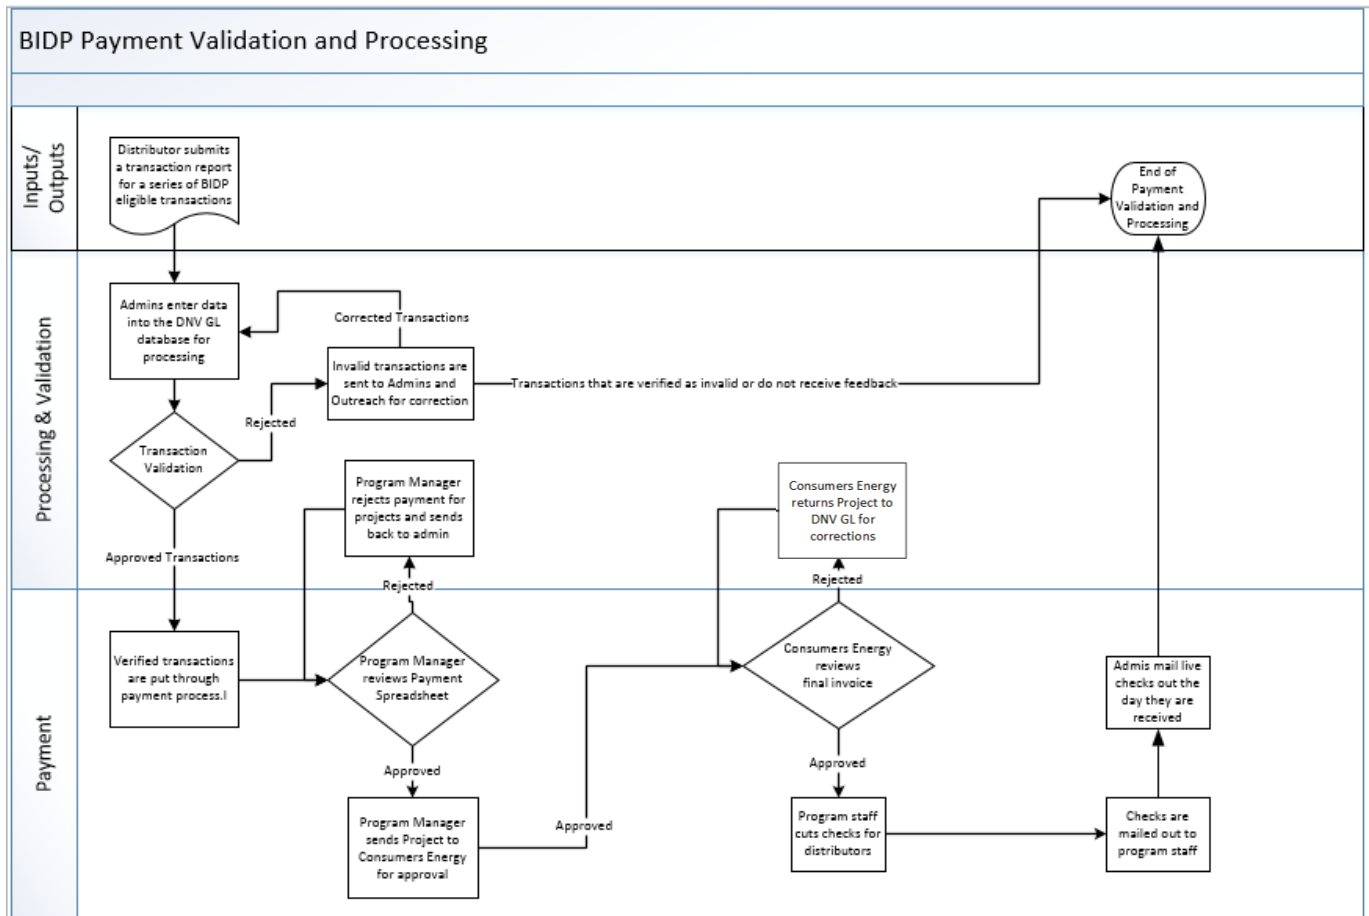 BIDP Payment Validation and Processing
Inputs/
Outputs
Distributor submits
a transaction report
for a series of BIDP
eligible transactions
End of
Payment
Validation and
Processing
Processing & Validation
Admins enter data
into the DNV GL
database for
processing
Corrected Transactions
Invalid transactions are
sent to Admins and
Outreach for correction
Transactions that are verified as invalid or do not receive feedback
Rejected
Transaction
Validation
Program Manager
rejects payment for
projects and sends
back to admin
Consumers Energy
returns Project to
DNV GL for
corrections
Approved Transactions
Rejected
Rejected
Payment
Verified transactions
are put through
payment process.l
Program Manager
reviews Payment
Spreadsheet
Consumers Energy
reviews
final invoice
Admis mail live
checks out the
day they are
received
Approved
Approved
Program Manager
sends Project to
Consumers Energy
for approval
Approved
Program staff
cuts checks for
distributors
Checks are
mailed out to
program staff